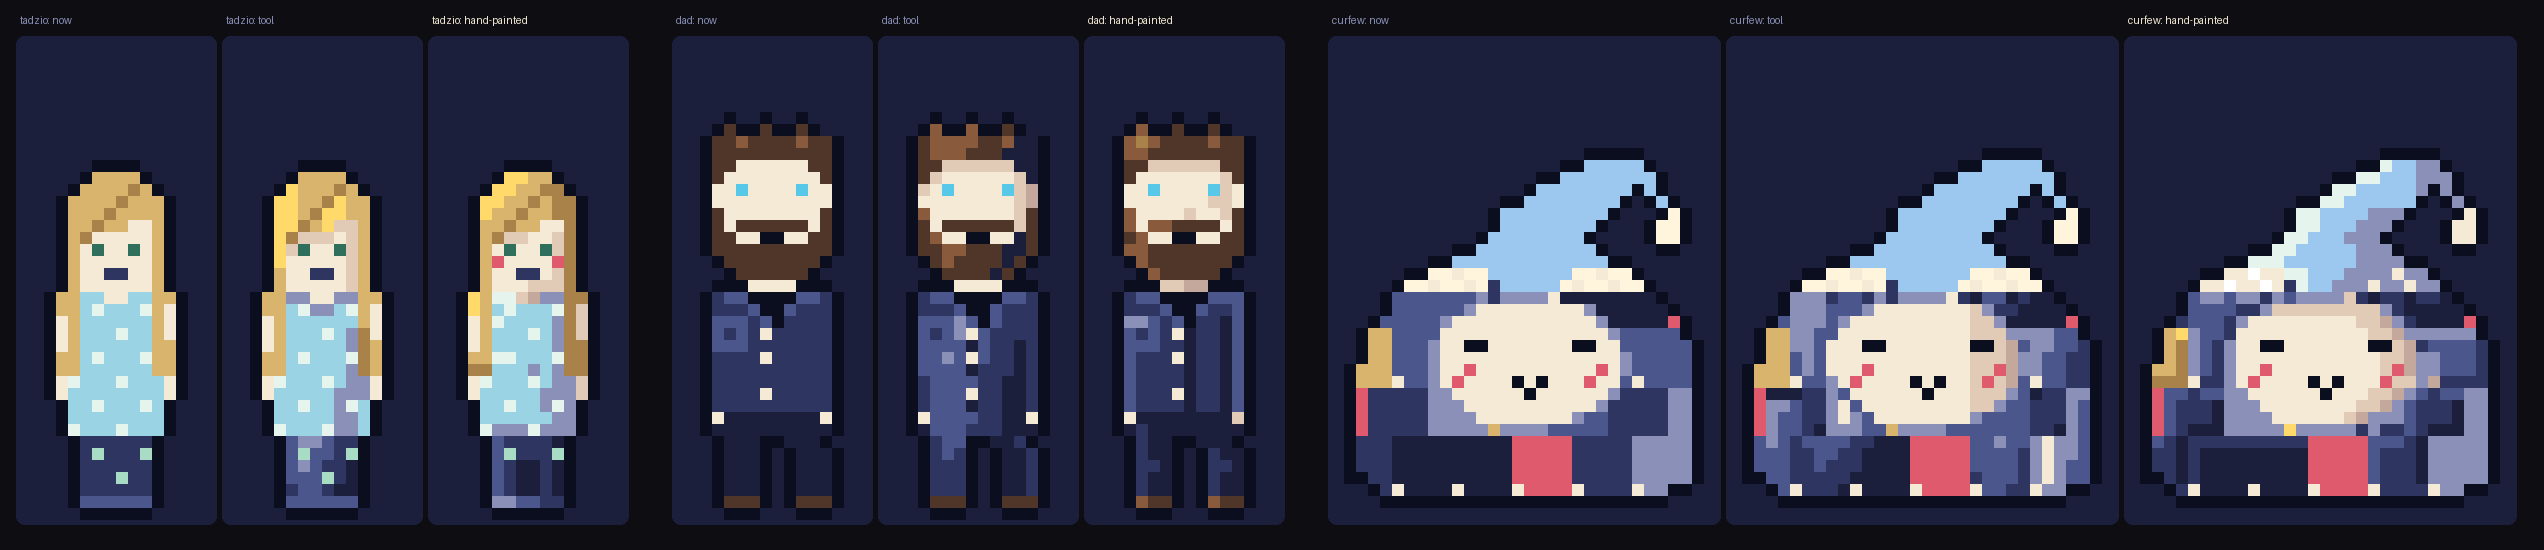 tadzio: now
tadzio: tool
tadzio: hand-painted
dad: now
dad: tool
dad: hand-painted
curfew: now
curfew: tool
curfew: hand-painted